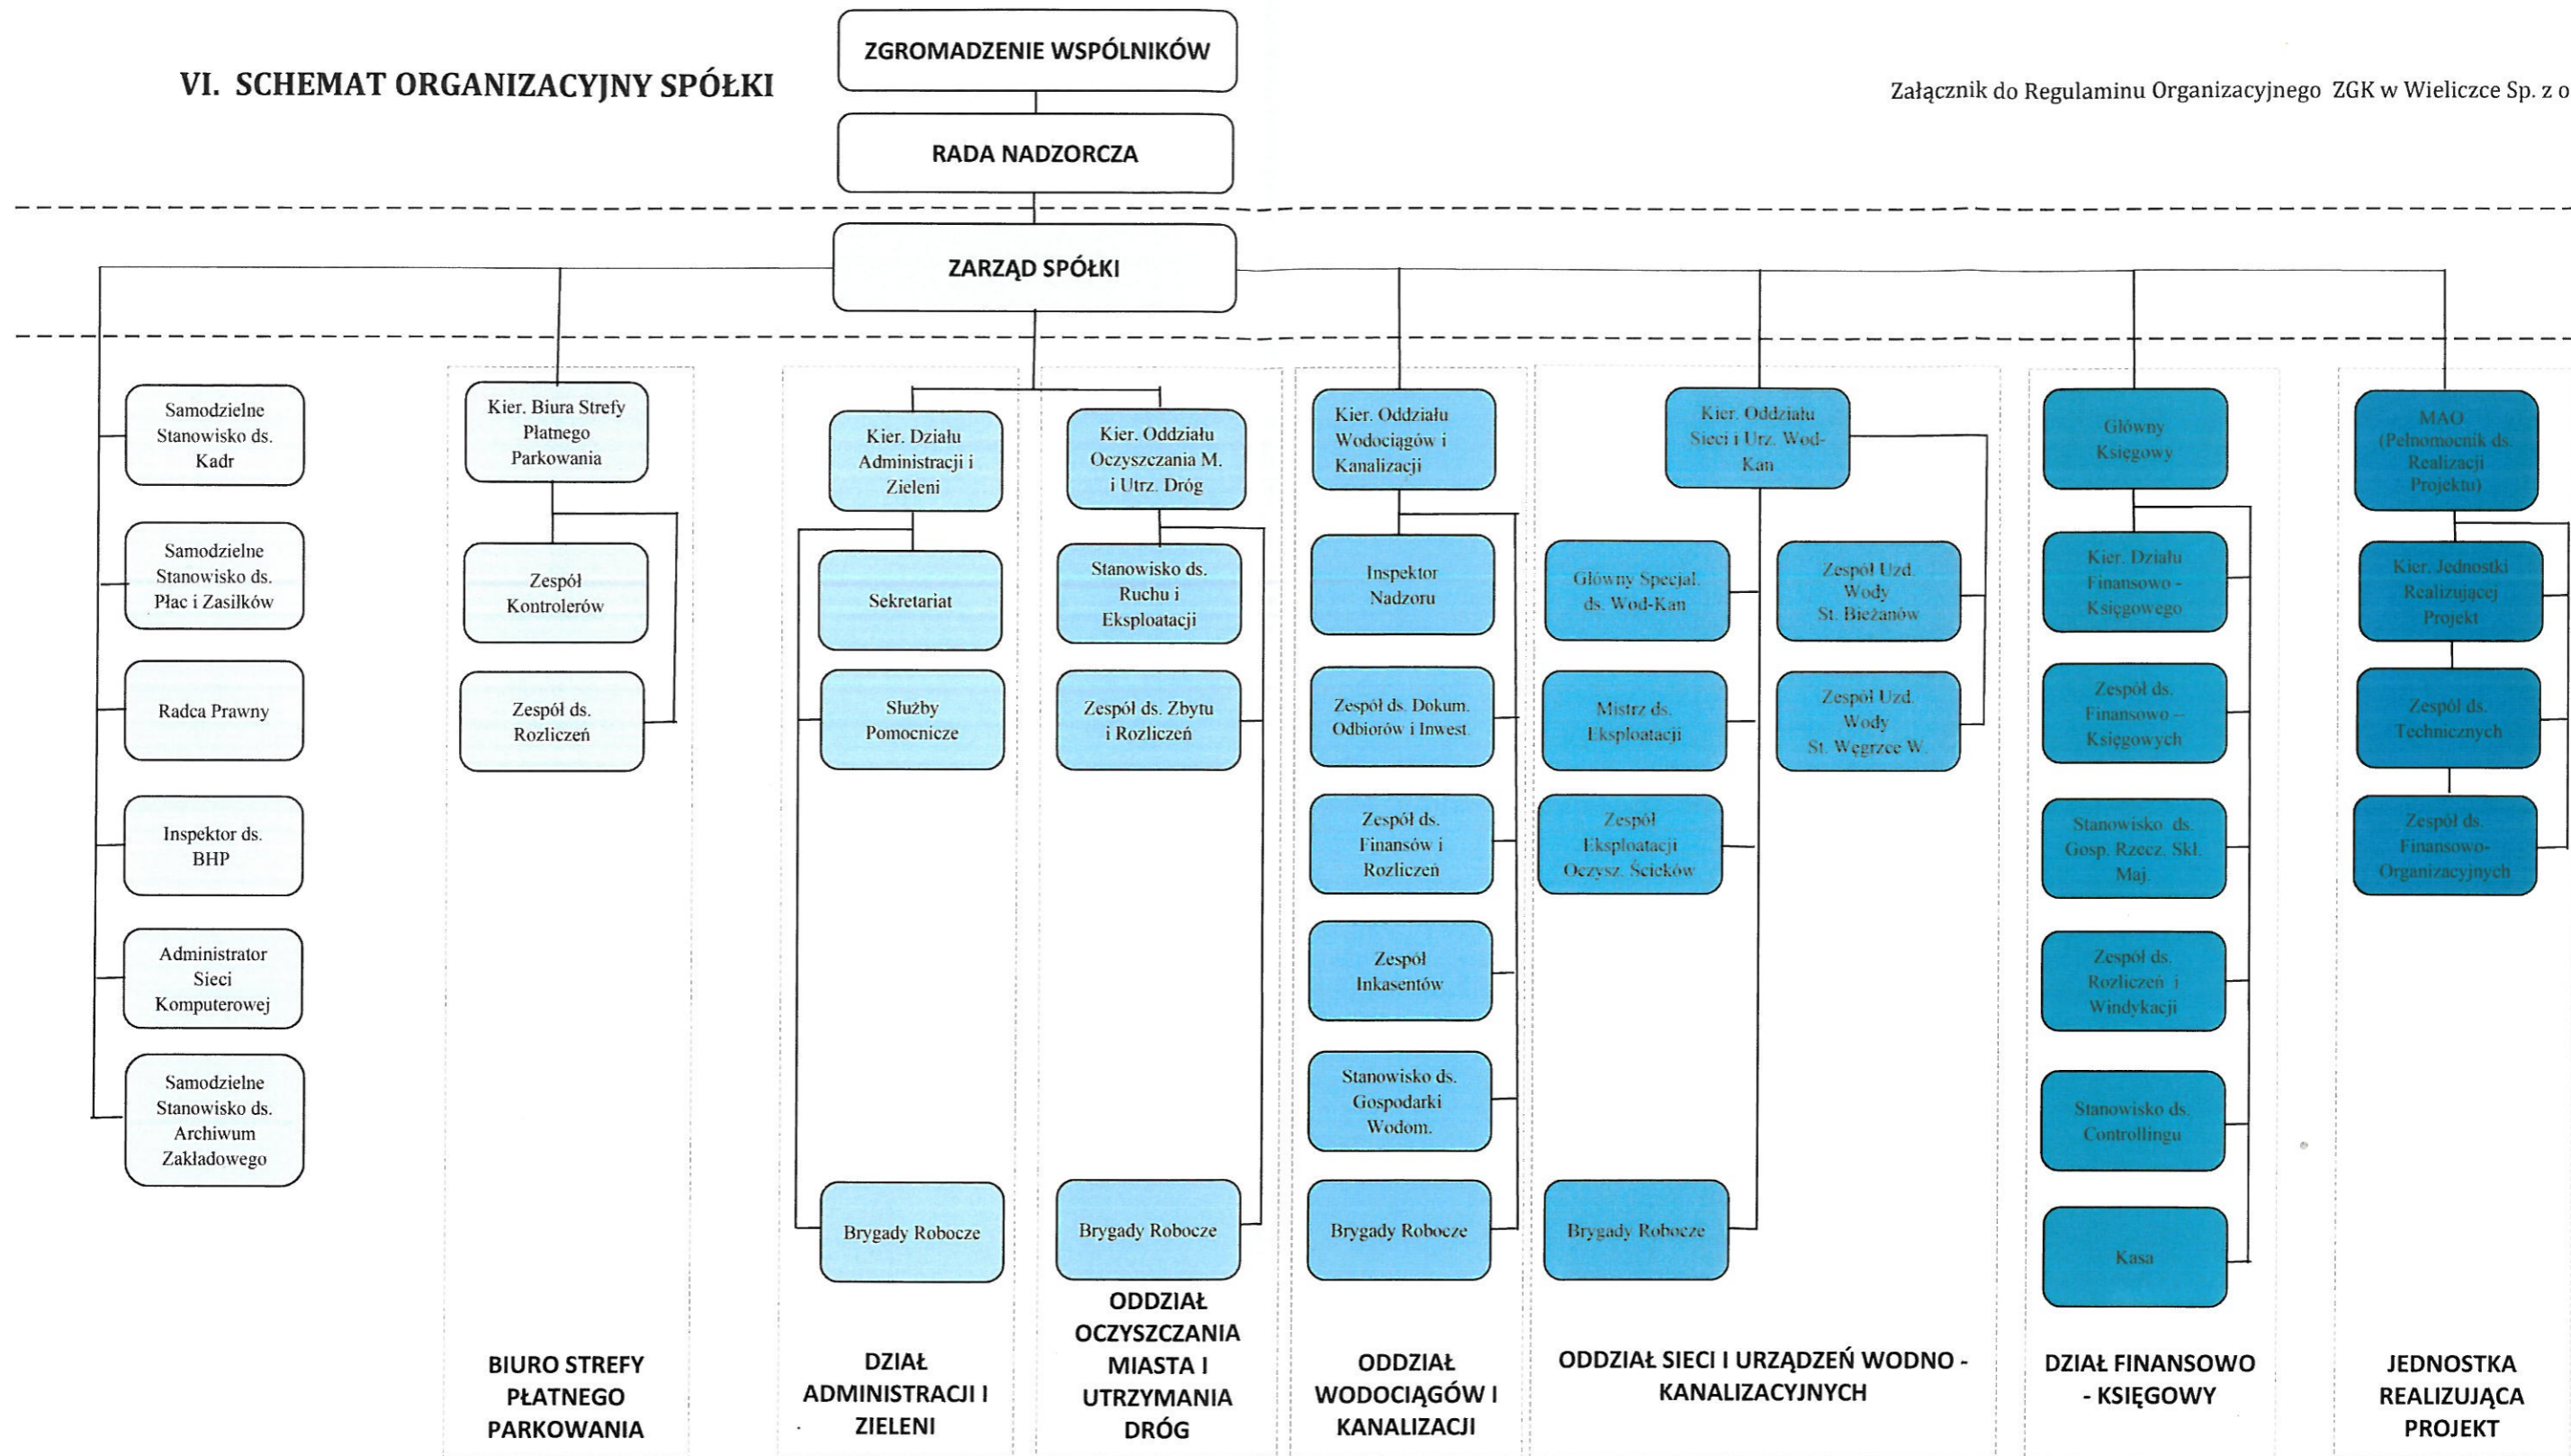 VI. SCHEMAT ORGANIZACYJNY SPÓŁKI
Załącznik do Regulaminu Organizacyjnego ZGK w Wieliczce Sp. z o
ZGROMADZENIE WSPÓLNIKÓW
RADA NADZORCZA
ZARZĄD SPÓŁKI
Samodzielne
Stanowisko ds.
Kadr
Samodzielne
Stanowisko ds.
Płac i Zasiłków
Radca Prawny
Inspektor ds.
BHP
Administrator
Sieci
Komputerowej
Samodzielne
Stanowisko ds.
Archiwum
Zakładowego
Kier. Biura Strefy
Płatnego
Parkowania
Zespół
Kontrolerów
Zespół ds.
Rozliczeń
BIURO STREFY
PŁATNEGO
PARKOWANIA
Kier. Działu
Administracji i
Zieleni
Sekretariat
Służby
Pomocnicze
Brygady Robocze
DZIAŁ
ADMINISTRACJI I
ZIELENI
Kier. Oddziału
Oczyszczania M.
i Utrz. Dróg
Stanowisko ds.
Ruchu i
Eksploatacji
Zespół ds. Zbytu
i Rozliczeń
Brygady Robocze
ODDZIAŁ
OCZYSZCZANIA
MIASTA I
UTRZYMANIA
DRÓG
Kier. Oddziału
Wodociągów i
Kanalizacji
Inspektor
Nadzoru
Zespół ds. Dokum.
Odbiorów i Inwest.
Zespół ds.
Finansów i
Rozliczeń
Zespół
Inkasentów
Stanowisko ds.
Gospodarki
Wodom.
Brygady Robocze
ODDZIAŁ
WODOCIĄGÓW I
KANALIZACJI
Kier. Oddziału
Sieci i Urz. Wod-
Kan
Główny Specjal.
ds. Wod-Kan
Mistrz ds.
Eksploatacji
Zespół
Eksploatacji
Oczysz. Ścieków
Brygady Robocze
Zespół Uzd.
Wody
St. Bieżanów
Zespół Uzd.
Wody
St. Węgrzce W.
ODDZIAŁ SIECI I URZĄDZEŃ WODNO -
KANALIZACYJNYCH
Główny
Księgowy
Kier. Działu
Finansowo -
Księgowego
Zespół ds.
Finansowo –
Księgowych
Stanowisko ds.
Gosp. Rzecz. Skł.
Maj.
Zespół ds.
Rozliczeń i
Windykacji
Stanowisko ds.
Controllingu
Kasa
DZIAŁ FINANSOWO
- KSIĘGOWY
MAO
(Pełnomocnik ds.
Realizacji
Projektu)
Kier. Jednostki
Realizującej
Projekt
Zespół ds.
Technicznych
Zespół ds.
Finansowo-
Organizacyjnych
JEDNOSTKA
REALIZUJĄCA
PROJEKT